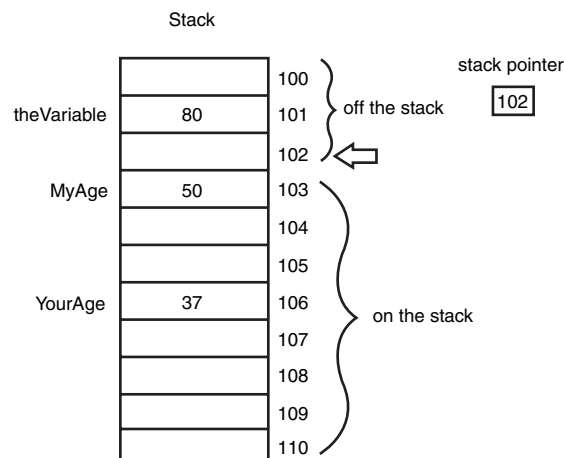 Stack
stack pointer
102
100
off the stack
theVariable 80 101
102
MyAge 50 103
104
105
YourAge 37 106
on the stack
107
108
109
110